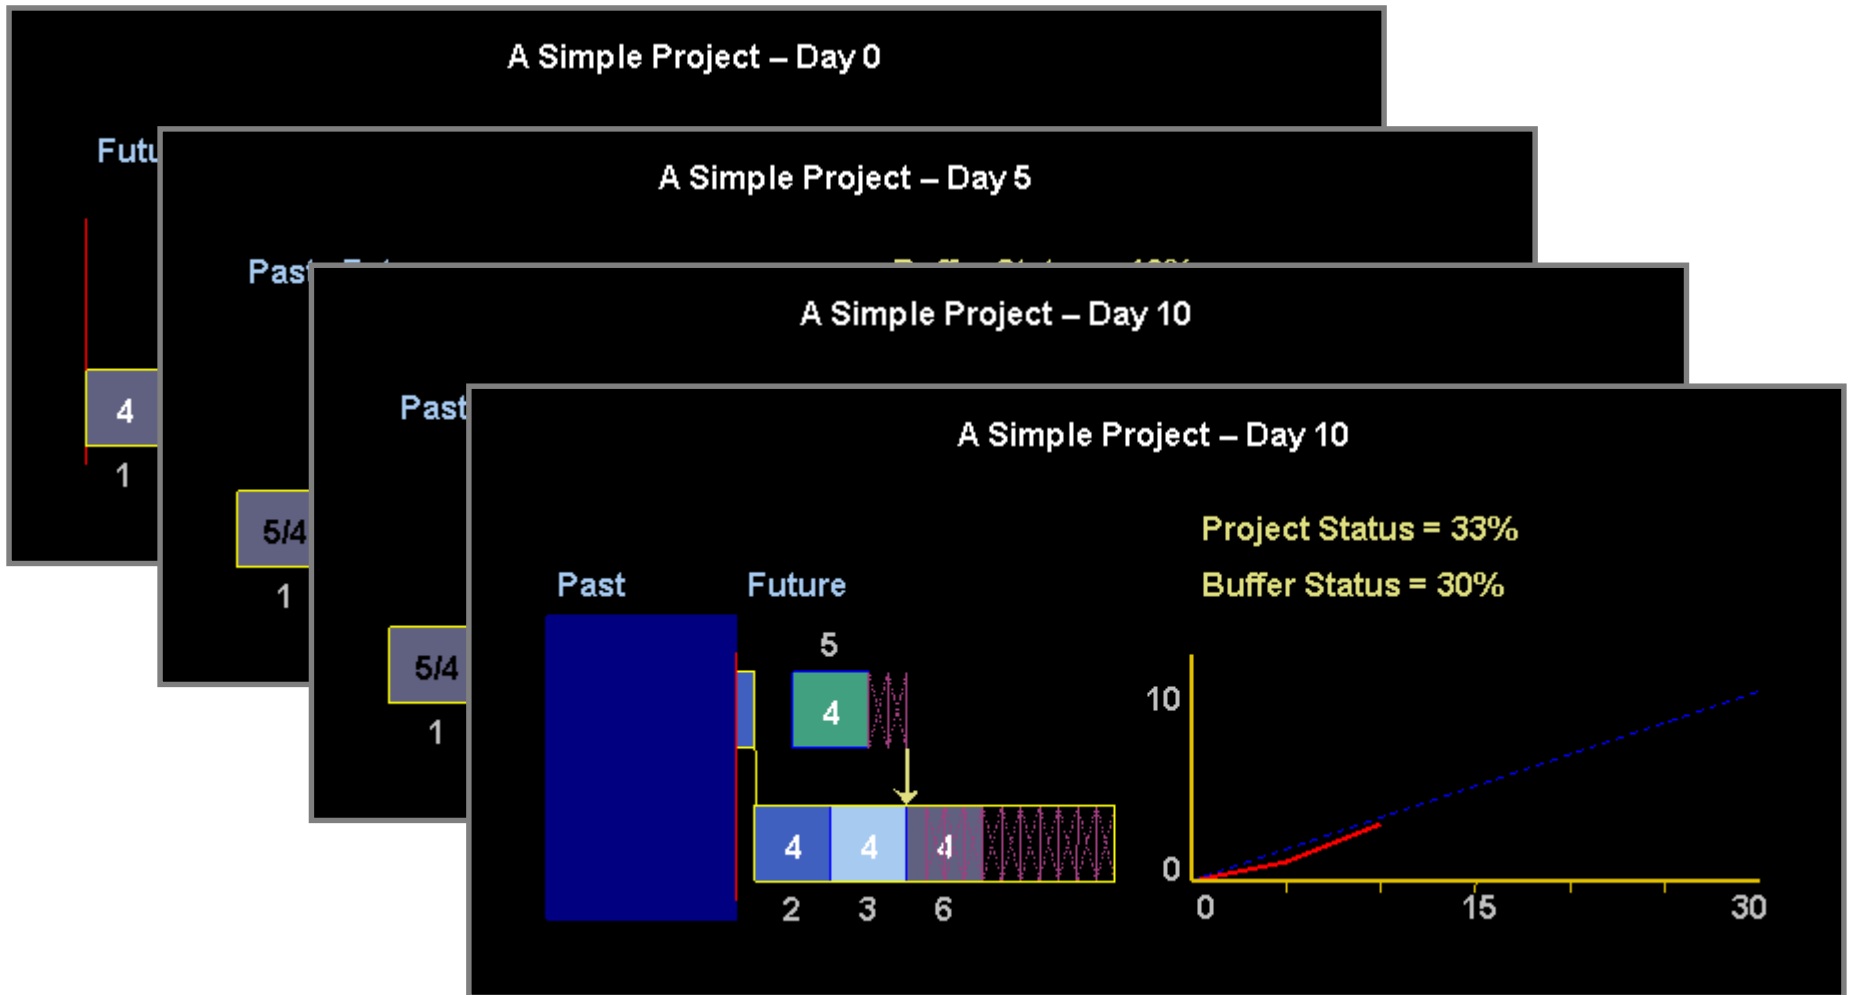 A Simple Project – Day 0
4
1
A Simple Project – Day 5
5/4
1
A Simple Project – Day 10
Past
5/4
1
A Simple Project – Day 10
Project Status = 33%
Buffer Status = 30%
Past Future
5
4
4 4 4
2 3 6
10
0
0 15 30